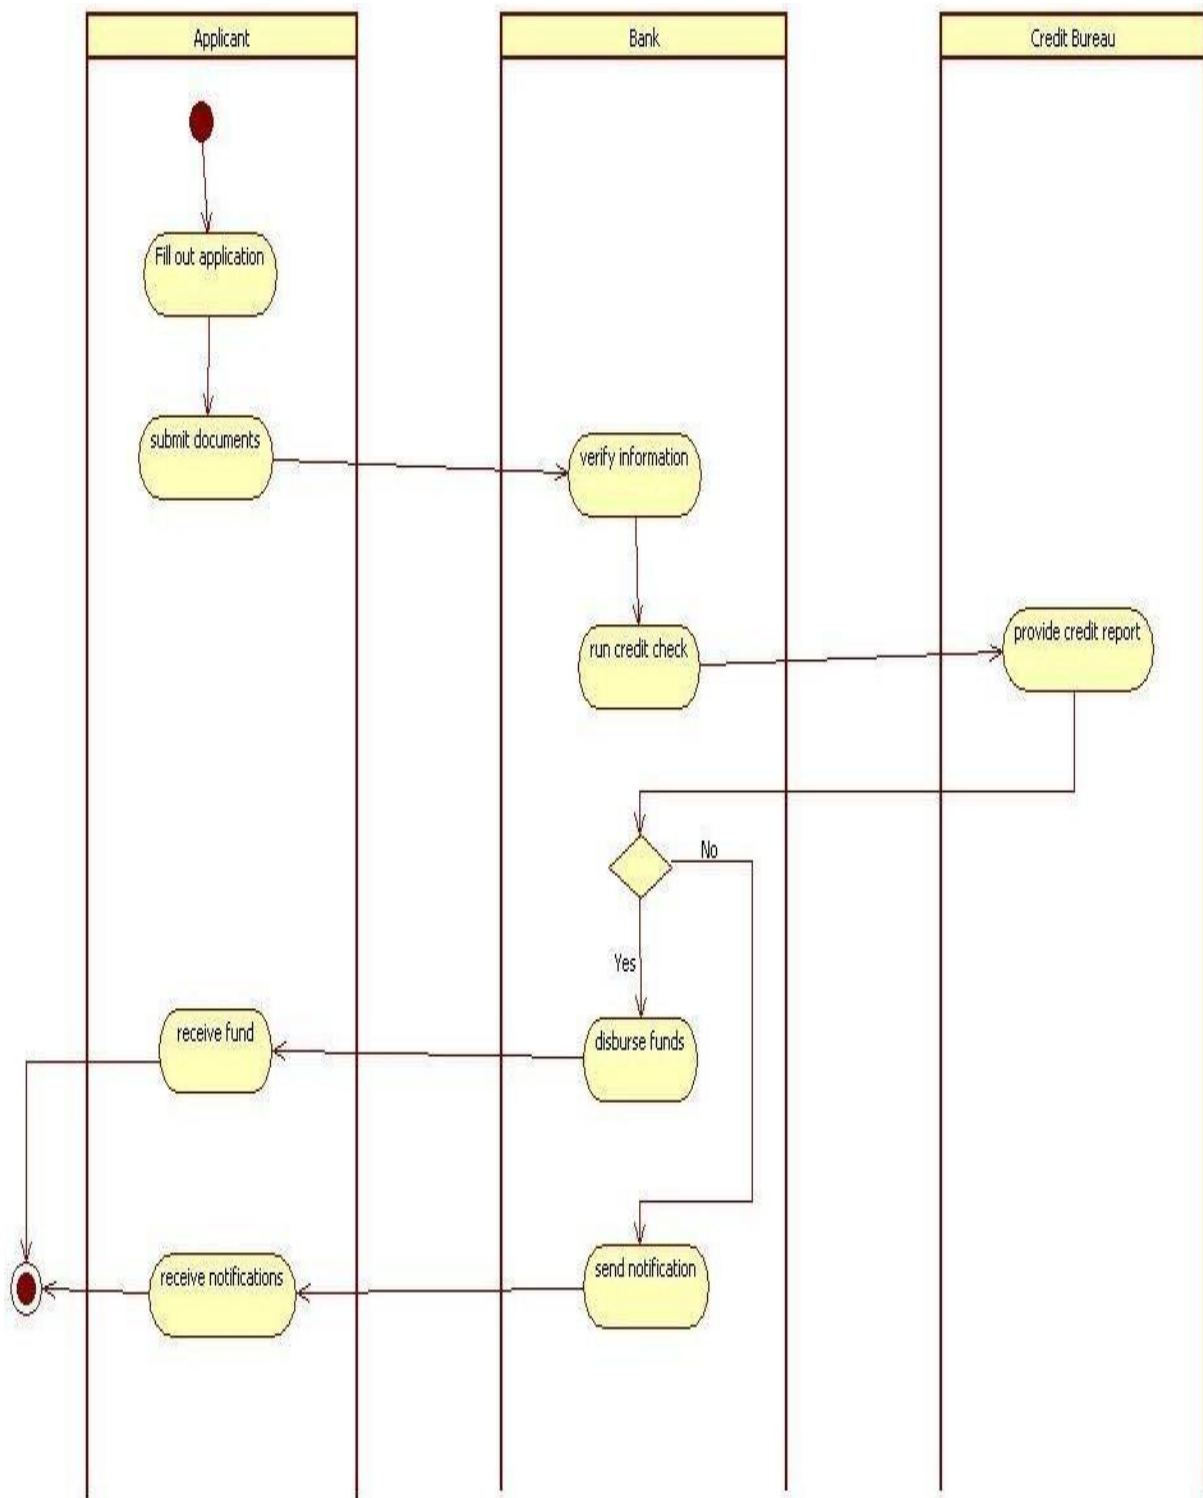 Applicant
Bank
Credit Bureau
Fill out application
submit documents
verify information
run credit check
provide credit report
No
Yes
receive fund
disburse funds
receive notifications
send notification